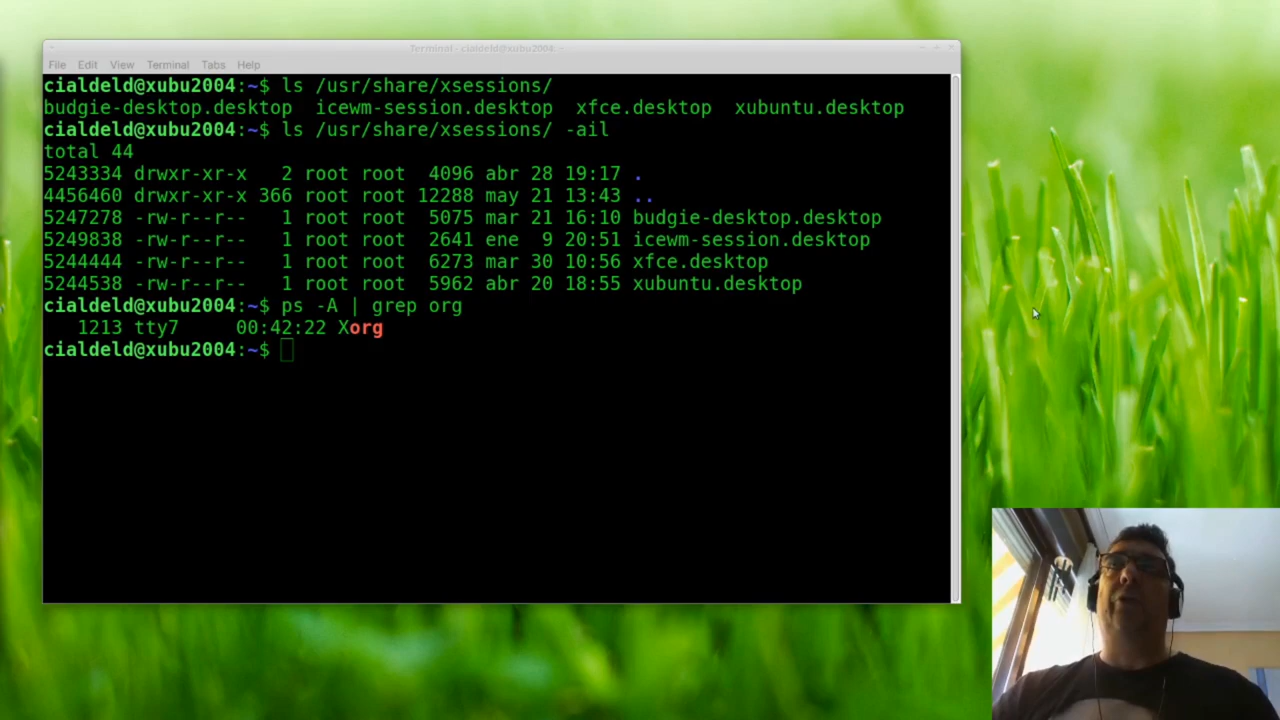 Terminal - cialdeld@xubu2004: ~
File Edit View Terminal Tabs Help
cialdeld@xubu2004:~$ ls /usr/share/xsessions/
budgie-desktop.desktop  icewm-session.desktop  xfce.desktop  xubuntu.desktop
cialdeld@xubu2004:~$ ls /usr/share/xsessions/ -ail
total 44
5243334 drwxr-xr-x   2 root root  4096 abr 28 19:17 .
4456460 drwxr-xr-x 366 root root 12288 may 21 13:43 ..
5247278 -rw-r--r--   1 root root  5075 mar 21 16:10 budgie-desktop.desktop
5249838 -rw-r--r--   1 root root  2641 ene  9 20:51 icewm-session.desktop
5244444 -rw-r--r--   1 root root  6273 mar 30 10:56 xfce.desktop
5244538 -rw-r--r--   1 root root  5962 abr 20 18:55 xubuntu.desktop
cialdeld@xubu2004:~$ ps -A | grep org
   1213 tty7     00:42:22 Xorg
cialdeld@xubu2004:~$